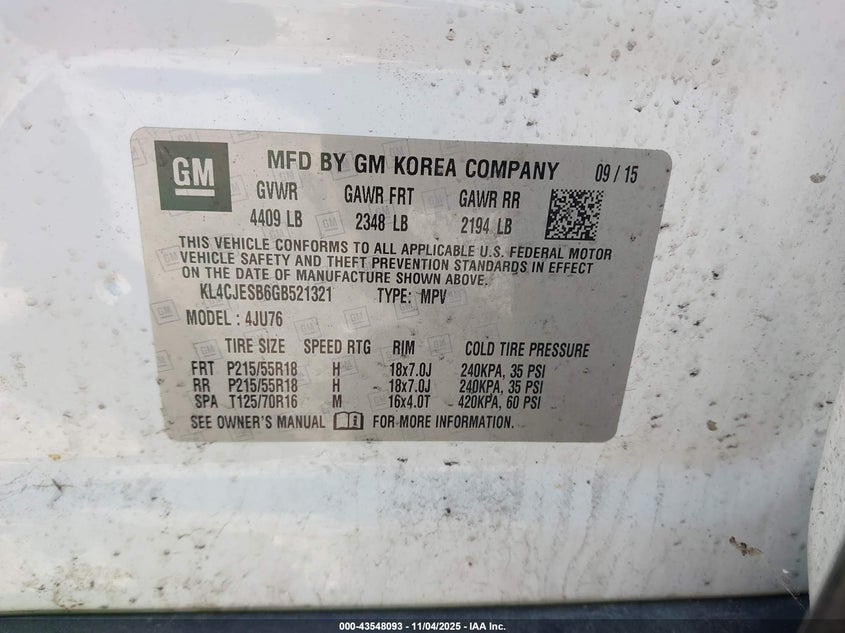 GM MFD BY GM KOREA COMPANY 09 / 15
GVWR GAWR FRT GAWR RR
4409 LB 2348 LB 2194 LB
THIS VEHICLE CONFORMS TO ALL APPLICABLE U.S. FEDERAL MOTOR
VEHICLE SAFETY AND THEFT PREVENTION STANDARDS IN EFFECT
ON THE DATE OF MANUFACTURE SHOWN ABOVE.
KL4CJESB6GB521321 TYPE: MPV
MODEL : 4JU76
TIRE SIZE SPEED RTG RIM COLD TIRE PRESSURE
FRT P215/55R18 H 18x7.0J 240KPA, 35 PSI
RR P215/55R18 H 18x7.0J 240KPA, 35 PSI
SPA T125/70R16 M 16x4.0T 420KPA, 60 PSI
SEE OWNER'S MANUAL FOR MORE INFORMATION.
000-43548093 - 11/04/2025 - IAA Inc.